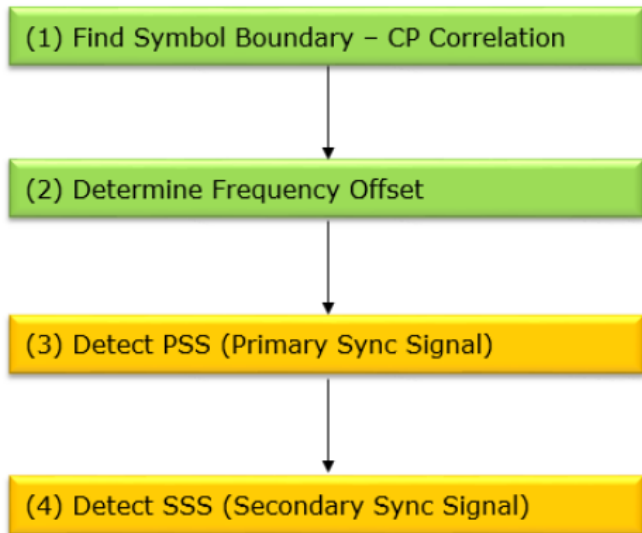 (1) Find Symbol Boundary – CP Correlation
(2) Determine Frequency Offset
(3) Detect PSS (Primary Sync Signal)
(4) Detect SSS (Secondary Sync Signal)